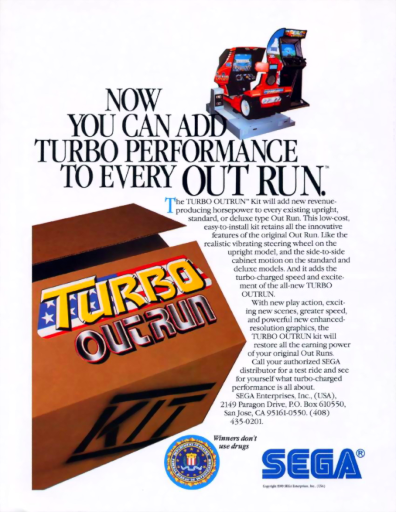 NOW
YOU CAN ADD
TURBO PERFORMANCE
TO EVERY OUT RUN.™
The TURBO OUTRUN™ Kit will add new revenue-
producing horsepower to every existing upright,
standard, or deluxe type Out Run. This low-cost,
easy-to-install kit retains all the innovative
features of the original Out Run. Like the
realistic vibrating steering wheel on the
upright model, and the side-to-side
cabinet motion on the standard and
deluxe models. And it adds the
turbo-charged speed and excite-
ment of the all-new TURBO
OUTRUN.
With new play action, excit-
ing new scenes, greater speed,
and powerful new enhanced-
resolution graphics, the
TURBO OUTRUN kit will
restore all the earning power
of your original Out Runs.
Call your authorized SEGA
distributor for a test ride and see
for yourself what turbo-charged
performance is all about.
SEGA Enterprises, Inc., (USA),
2149 Paragon Drive, P.O. Box 610550,
San Jose, CA 95161-0550. (408)
435-0201.
TURBO
OUTRUN
KIT
Winners don't
use drugs
SEGA®